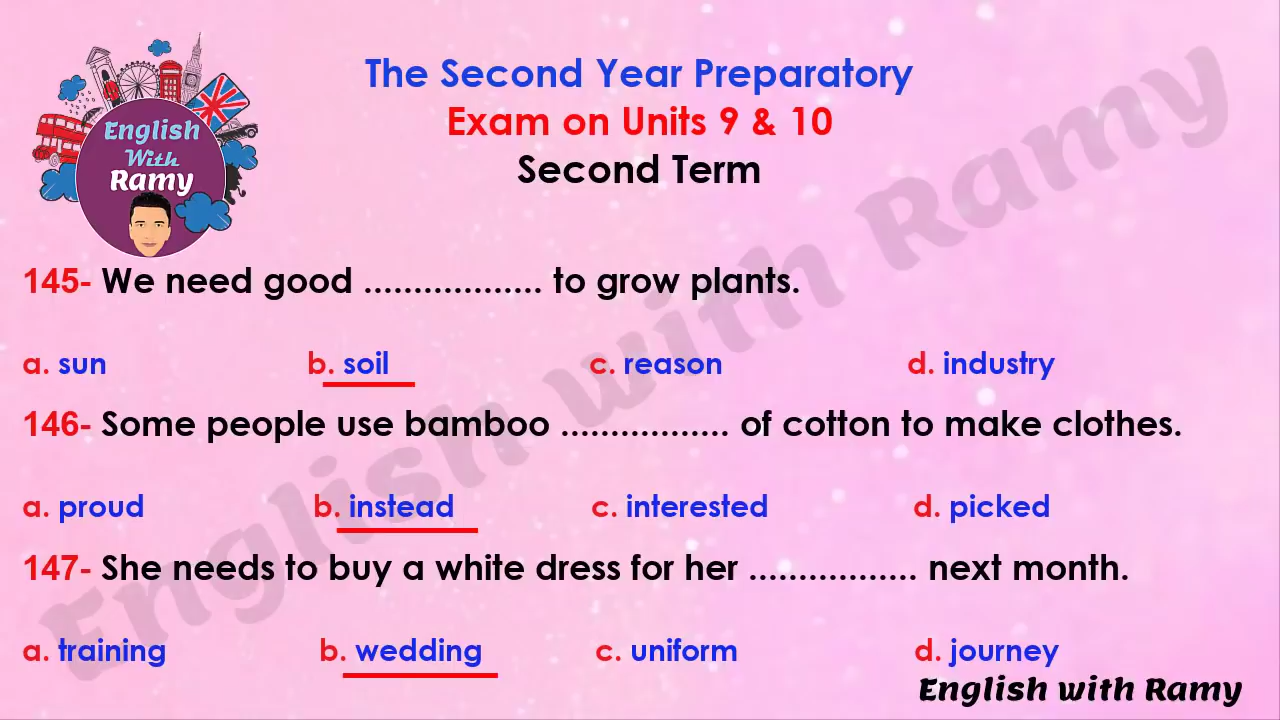 English
With
Ramy
The Second Year Preparatory
Exam on Units 9 & 10
Second Term
145- We need good .................. to grow plants.
a. sun b. soil c. reason d. industry
146- Some people use bamboo ................. of cotton to make clothes.
a. proud b. instead c. interested d. picked
147- She needs to buy a white dress for her ................. next month.
a. training b. wedding c. uniform d. journey
English with Ramy
English with Ramy